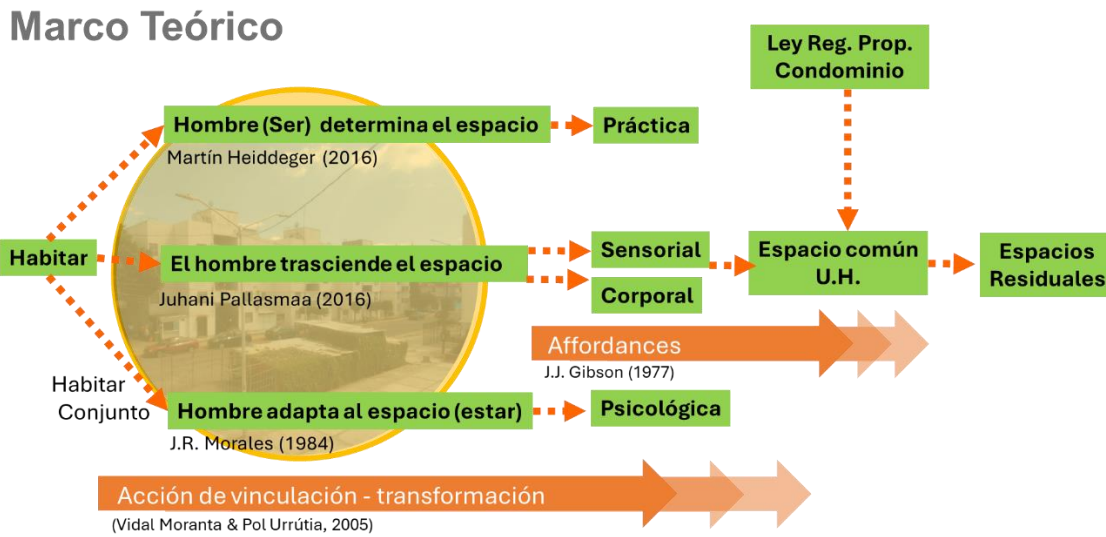 Marco Teórico
Ley Reg. Prop.
Condominio
Hombre (Ser) determina el espacio
Práctica
Martín Heiddeger (2016)
Habitar
El hombre trasciende el espacio
Sensorial
Corporal
Espacio común
U.H.
Espacios
Residuales
Juhani Pallasmaa (2016)
Affordances
J.J. Gibson (1977)
Habitar
Conjunto
Hombre adapta al espacio (estar)
Psicológica
J.R. Morales (1984)
Acción de vinculación - transformación
(Vidal Moranta & Pol Urrútia, 2005)